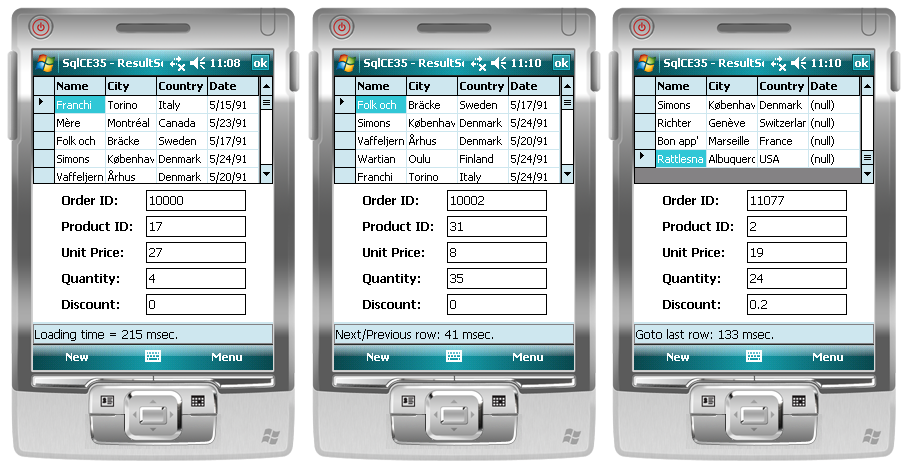 SqlCE35 - ResultSe 11:08 ok
Name City Country Date
Franchi Torino Italy 5/15/91
Mère Montréal Canada 5/23/91
Folk och Bräcke Sweden 5/17/91
Simons Københav Denmark 5/24/91
Vaffeljern Århus Denmark 5/20/91
Order ID: 10000
Product ID: 17
Unit Price: 27
Quantity: 4
Discount: 0
Loading time = 215 msec.
New Menu
SqlCE35 - ResultSe 11:10 ok
Name City Country Date
Folk och Bräcke Sweden 5/17/91
Simons Københav Denmark 5/24/91
Vaffeljern Århus Denmark 5/20/91
Wartian Oulu Finland 5/24/91
Franchi Torino Italy 5/24/91
Order ID: 10002
Product ID: 31
Unit Price: 8
Quantity: 35
Discount: 0
Next/Previous row: 41 msec.
New Menu
SqlCE35 - ResultSe 11:10 ok
Name City Country Date
Simons Københav Denmark (null)
Richter Genève Switzerlar (null)
Bon app' Marseille France (null)
Rattlesna Albuquerc USA (null)
Order ID: 11077
Product ID: 2
Unit Price: 19
Quantity: 24
Discount: 0.2
Goto last row: 133 msec.
New Menu